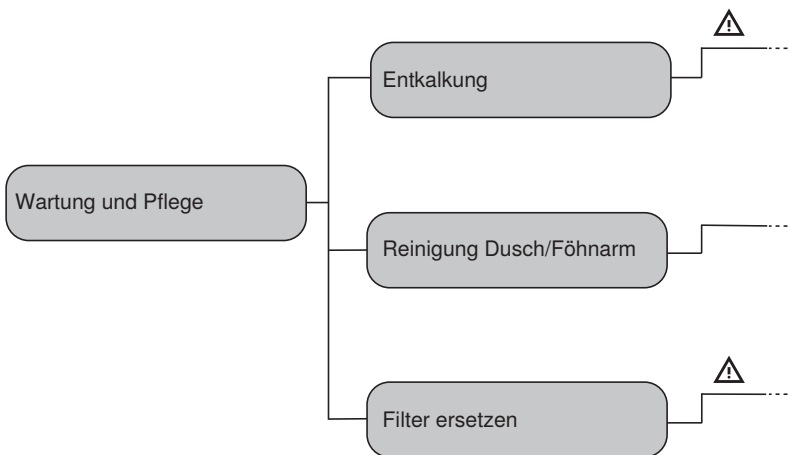 Entkalkung
Wartung und Pflege
Reinigung Dusch/Föhnarm
Filter ersetzen